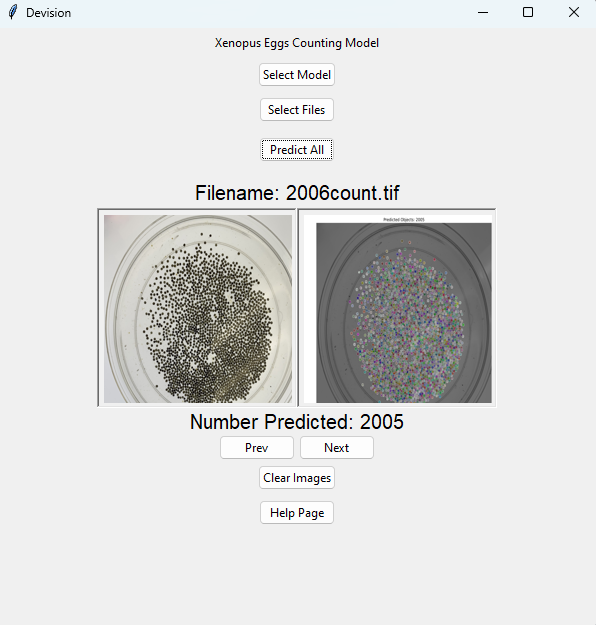 Devision
Xenopus Eggs Counting Model
Select Model
Select Files
Predict All
Filename: 2006count.tif
Predicted Objects: 2005
Number Predicted: 2005
Prev Next
Clear Images
Help Page